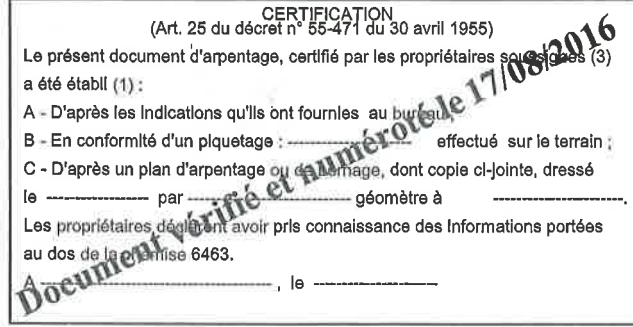 CERTIFICATION
(Art. 25 du décret n° 55-471 du 30 avril 1955)
Le présent document d'arpentage, certifié par les propriétaires soussignés (3)
a été établi (1) :
A - D'après les indications qu'ils ont fournies au bureau;
B - En conformité d'un piquetage : -------------------- effectué sur le terrain ;
C - D'après un plan d'arpentage ou de bornage, dont copie ci-jointe, dressé
le ----------------- par --------------------------- géomètre à ----------------------.
Les propriétaires déclarent avoir pris connaissance des informations portées
au dos de la chemise 6463.
A -------------------------------------- , le ---------------------
Document vérifié et numéroté le 17/08/2016